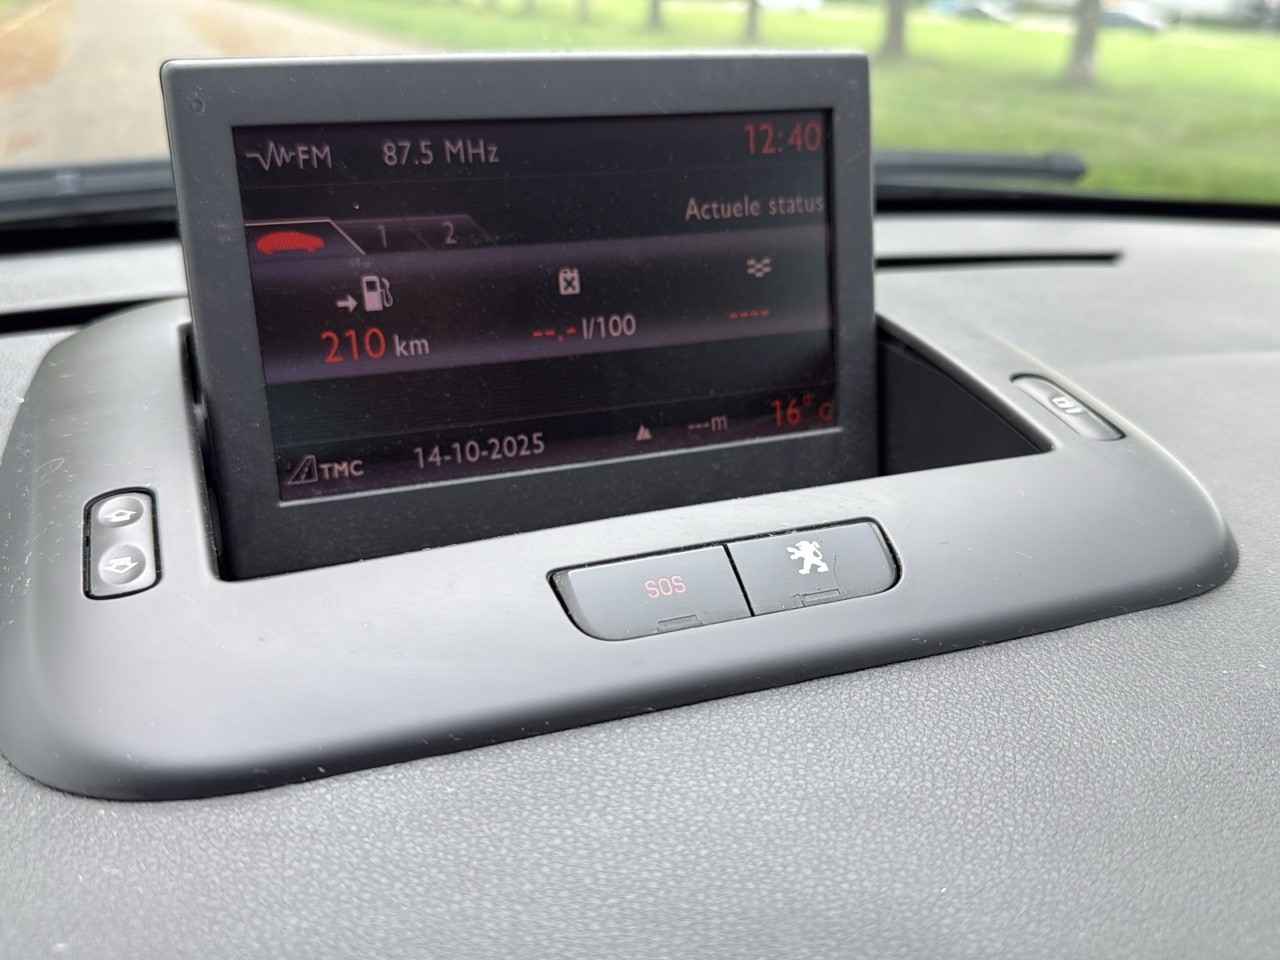 FM 87.5 MHz 12:40
Actuele status
1 2
210 km --.- l/100 ----
TMC 14-10-2025 ---m 16°C
SOS